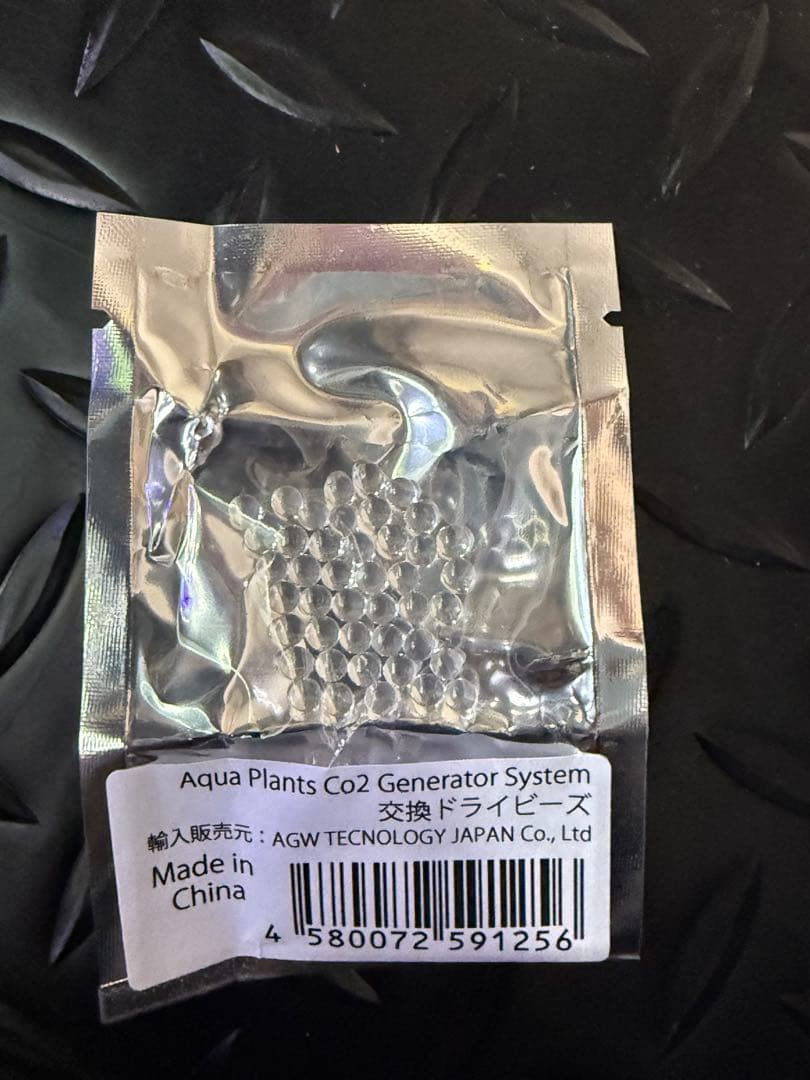 Aqua Plants Co2 Generator System
交換ドライビーズ
輸入販売元：AGW TECNOLOGY JAPAN Co., Ltd
Made in
China
4 580072 591256